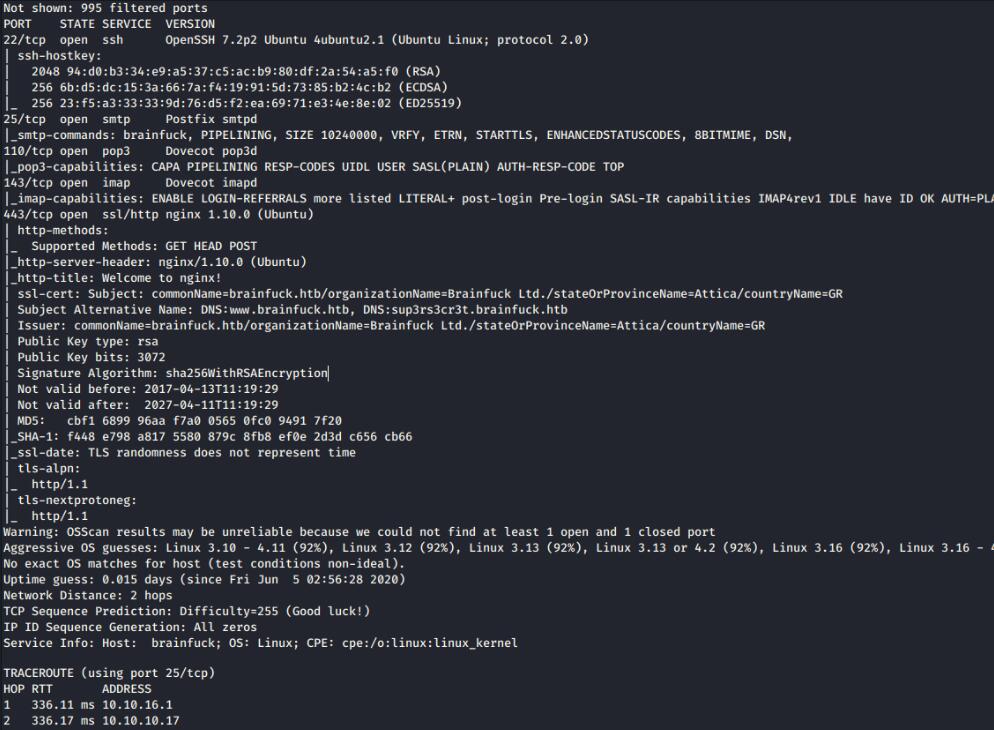 Not shown: 995 filtered ports
PORT    STATE SERVICE  VERSION
22/tcp  open  ssh      OpenSSH 7.2p2 Ubuntu 4ubuntu2.1 (Ubuntu Linux; protocol 2.0)
| ssh-hostkey:
|   2048 94:d0:b3:34:e9:a5:37:c5:ac:b9:80:df:2a:54:a5:f0 (RSA)
|   256 6b:d5:dc:15:3a:66:7a:f4:19:91:5d:73:85:b2:4c:b2 (ECDSA)
|_  256 23:f5:a3:33:33:9d:76:d5:f2:ea:69:71:e3:4e:8e:02 (ED25519)
25/tcp  open  smtp     Postfix smtpd
|_smtp-commands: brainfuck, PIPELINING, SIZE 10240000, VRFY, ETRN, STARTTLS, ENHANCEDSTATUSCODES, 8BITMIME, DSN,
110/tcp open  pop3     Dovecot pop3d
|_pop3-capabilities: CAPA PIPELINING RESP-CODES UIDL USER SASL(PLAIN) AUTH-RESP-CODE TOP
143/tcp open  imap     Dovecot imapd
|_imap-capabilities: ENABLE LOGIN-REFERRALS more listed LITERAL+ post-login Pre-login SASL-IR capabilities IMAP4rev1 IDLE have ID OK
443/tcp open  ssl/http nginx 1.10.0 (Ubuntu)
| http-methods:
|_  Supported Methods: GET HEAD POST
|_http-server-header: nginx/1.10.0 (Ubuntu)
|_http-title: Welcome to nginx!
| ssl-cert: Subject: commonName=brainfuck.htb/organizationName=Brainfuck Ltd./stateOrProvinceName=Attica/countryName=GR
| Subject Alternative Name: DNS:www.brainfuck.htb, DNS:sup3rs3cr3t.brainfuck.htb
| Issuer: commonName=brainfuck.htb/organizationName=Brainfuck Ltd./stateOrProvinceName=Attica/countryName=GR
| Public Key type: rsa
| Public Key bits: 3072
| Signature Algorithm: sha256WithRSAEncryption
| Not valid before: 2017-04-13T11:19:29
| Not valid after:  2027-04-11T11:19:29
| MD5:   cbf1 6899 96aa f7a0 0565 0fc0 9491 7f20
|_SHA-1: f448 e798 a817 5580 879c 8fb8 ef0e 2d3d c656 cb66
|_ssl-date: TLS randomness does not represent time
| tls-alpn:
|_  http/1.1
| tls-nextprotoneg:
|_  http/1.1
Warning: OSScan results may be unreliable because we could not find at least 1 open and 1 closed port
Aggressive OS guesses: Linux 3.10 - 4.11 (92%), Linux 3.12 (92%), Linux 3.13 (92%), Linux 3.13 or 4.2 (92%), Linux 3.16 (92%), Linux 3.16 -
No exact OS matches for host (test conditions non-ideal).
Uptime guess: 0.015 days (since Fri Jun  5 02:56:28 2020)
Network Distance: 2 hops
TCP Sequence Prediction: Difficulty=255 (Good luck!)
IP ID Sequence Generation: All zeros
Service Info: Host:  brainfuck; OS: Linux; CPE: cpe:/o:linux:linux_kernel
TRACEROUTE (using port 25/tcp)
HOP RTT       ADDRESS
1   336.11 ms 10.10.16.1
2   336.17 ms 10.10.10.17